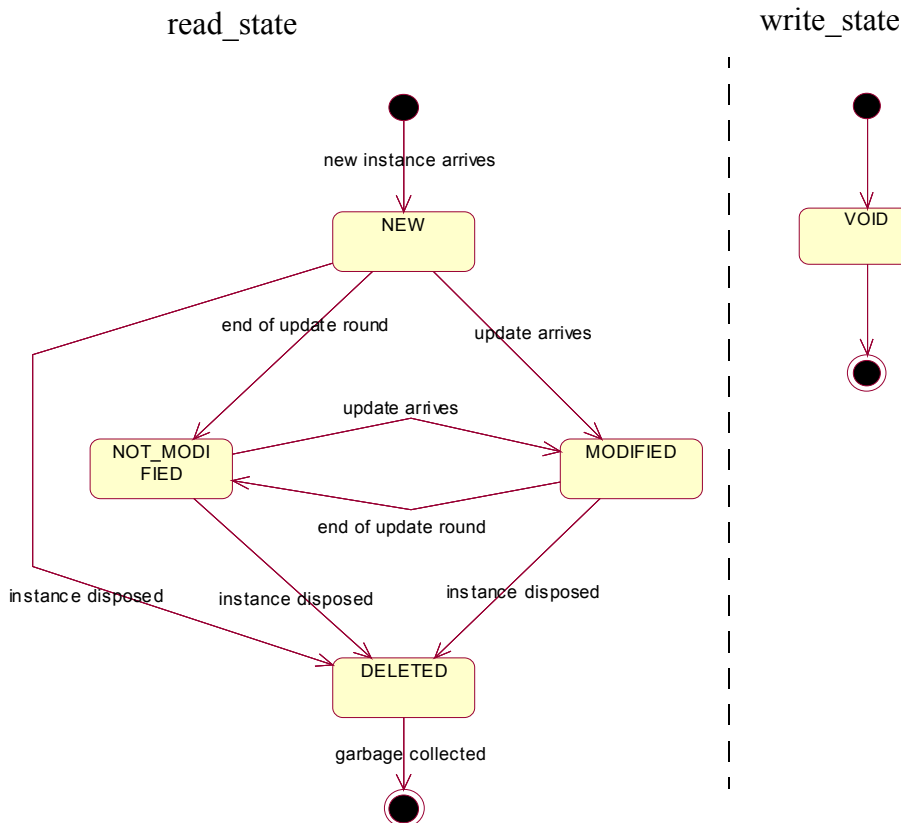 read_state
write_state
new instance arrives
NEW
VOID
end of update round
update arrives
update arrives
NOT_MODI
FIED
MODIFIED
end of update round
instance disposed
instance disposed
instance disposed
DELETED
garbage collected